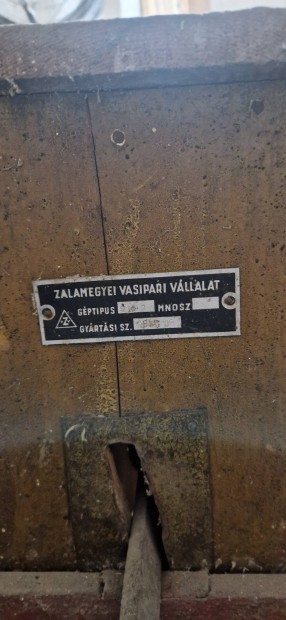 ZALAMEGYEI VASIPARI VÁLLALAT
GÉPTIPUS MNOSZ
Z GYÁRTÁSI SZ.